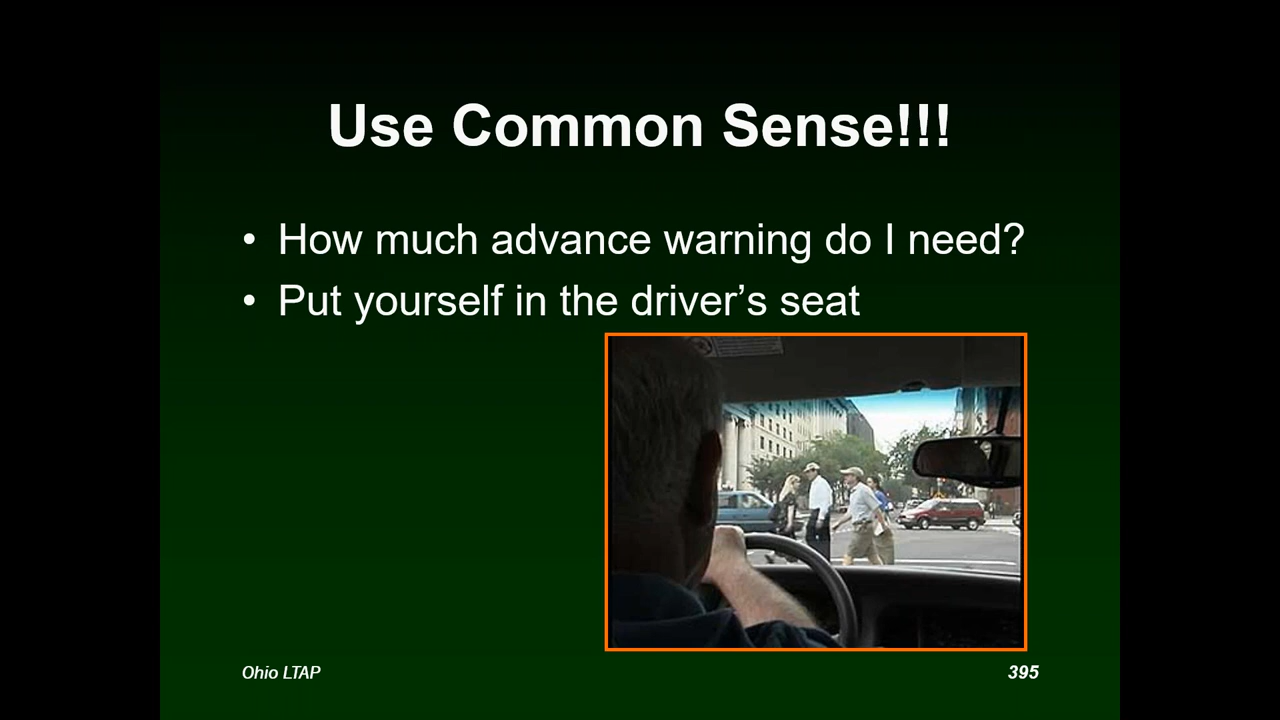 Use Common Sense!!!
• How much advance warning do I need?
• Put yourself in the driver’s seat
Ohio LTAP
395